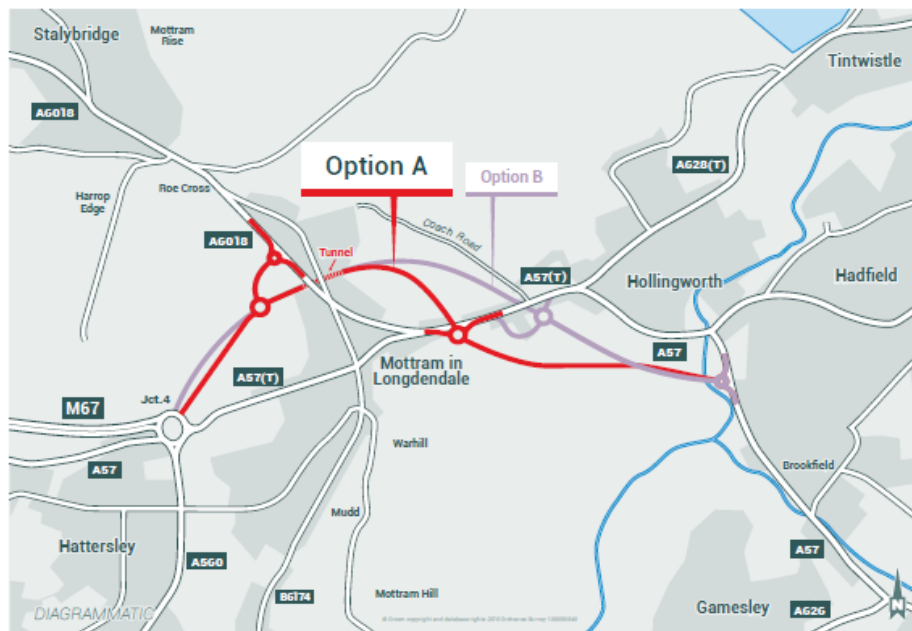 Stalybridge
Mottram
Rise
Tintwistle
A6018
A628(T)
Option A
Option B
Roe Cross
Harrop
Edge
A6018
Coach Road
Tunnel
A57(T)
Hollingworth
Hadfield
A57
Mottram in
Longdendale
A57(T)
Jct.4
M67
Warhill
A57
Brookfield
Mudd
Hattersley
A560
A57
B6174
Mottram Hill
Gamesley
A626
N
DIAGRAMMATIC